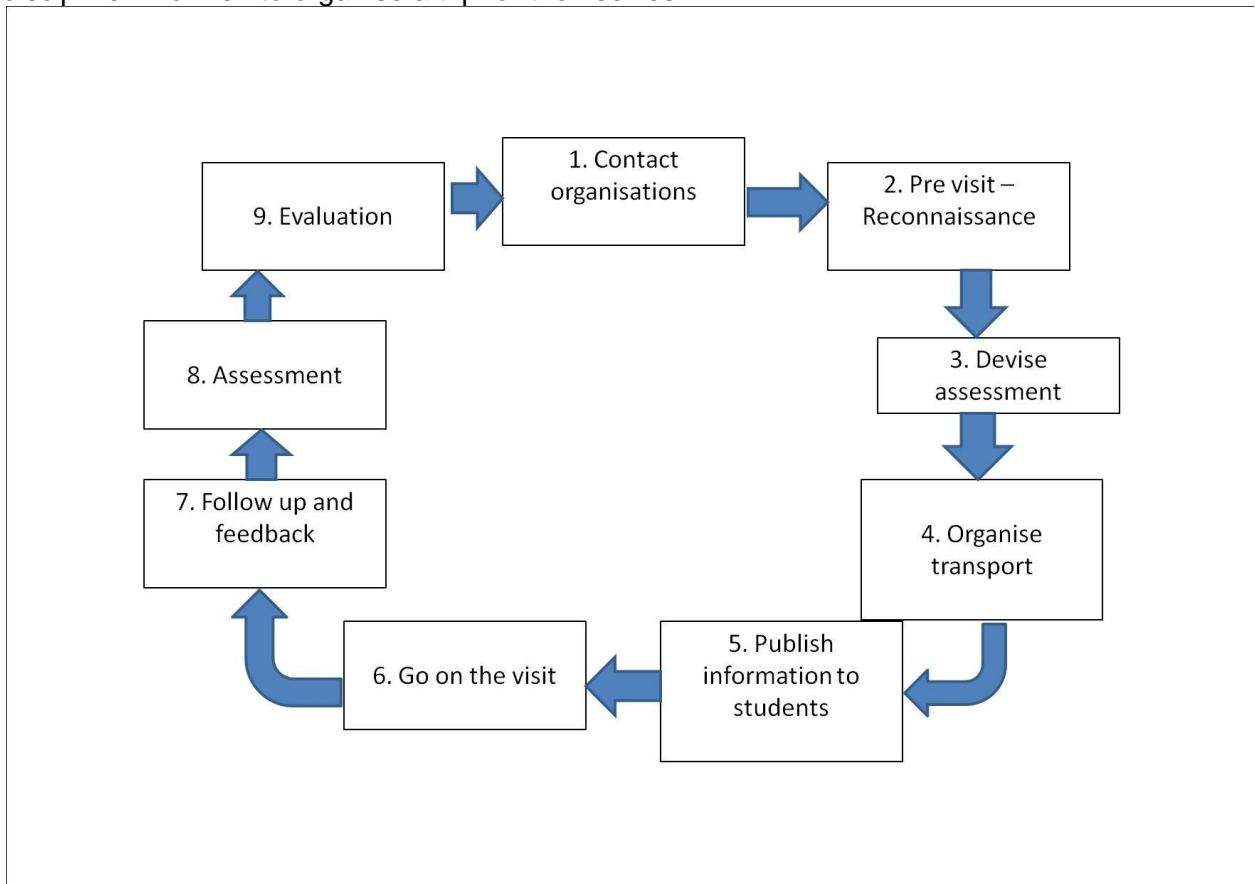 1. Contact
organisations
2. Pre visit –
Reconnaissance
3. Devise
assessment
4. Organise
transport
5. Publish
information to
students
6. Go on the visit
7. Follow up and
feedback
8. Assessment
9. Evaluation